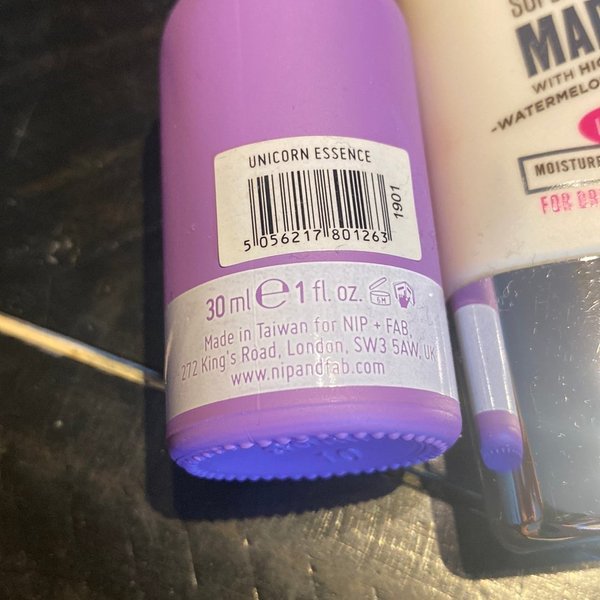 UNICORN ESSENCE
5 056217 801263
1901
30 ml e 1 fl. oz. 6M
Made in Taiwan for NIP + FAB,
272 King's Road, London, SW3 5AW, UK
www.nipandfab.com
WITH
MOISTURE
FOR